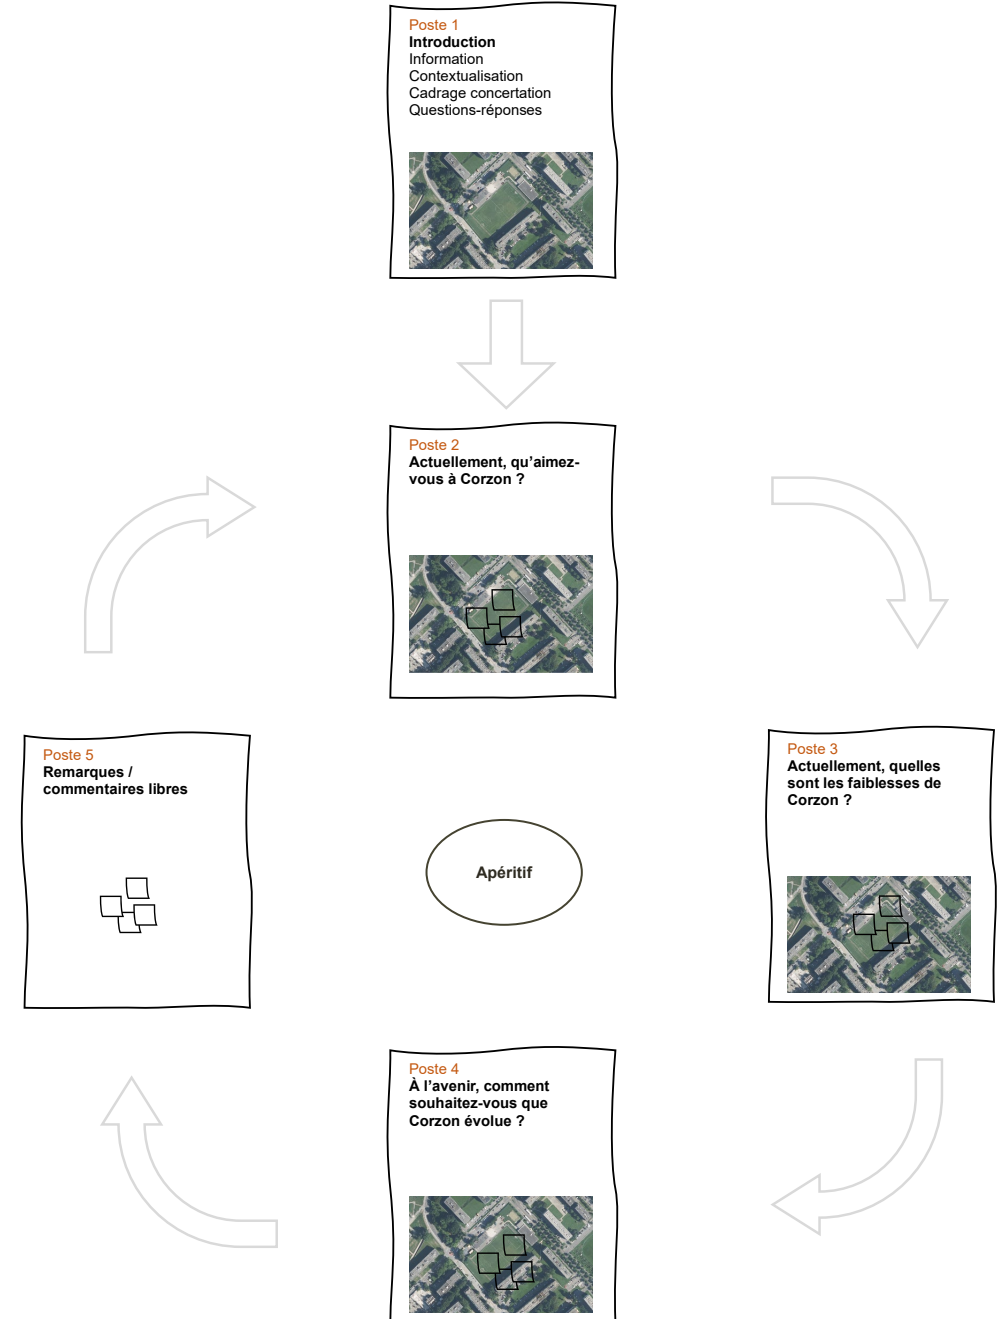 Poste 1
Introduction
Information
Contextualisation
Cadrage concertation
Questions-réponses
Poste 2
Actuellement, qu’aimez-
vous à Corzon ?
Poste 5
Remarques /
commentaires libres
Poste 3
Actuellement, quelles
sont les faiblesses de
Corzon ?
Apéritif
Poste 4
À l’avenir, comment
souhaitez-vous que
Corzon évolue ?